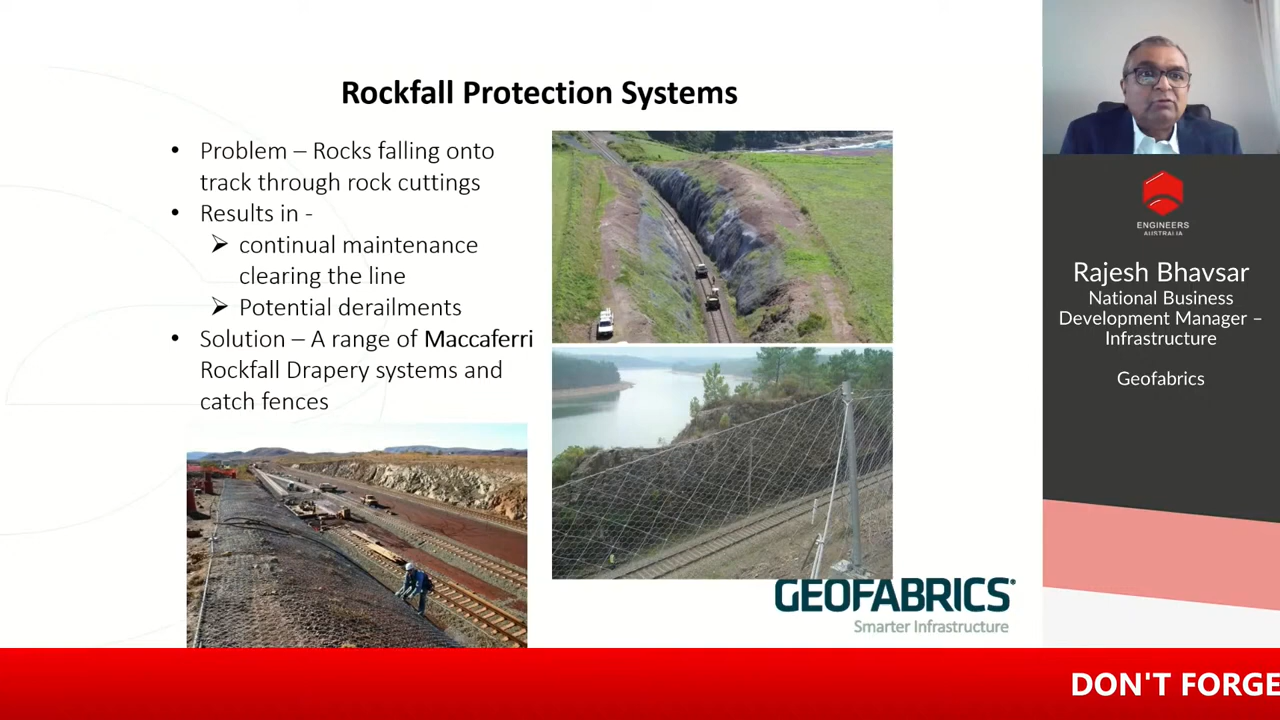 Rockfall Protection Systems
• Problem – Rocks falling onto
track through rock cuttings
• Results in -
➢ continual maintenance
clearing the line
➢ Potential derailments
• Solution – A range of Maccaferri
Rockfall Drapery systems and
catch fences
GEOFABRICS®
Smarter Infrastructure
ENGINEERS
AUSTRALIA
Rajesh Bhavsar
National Business
Development Manager –
Infrastructure
Geofabrics
DON'T FORGE